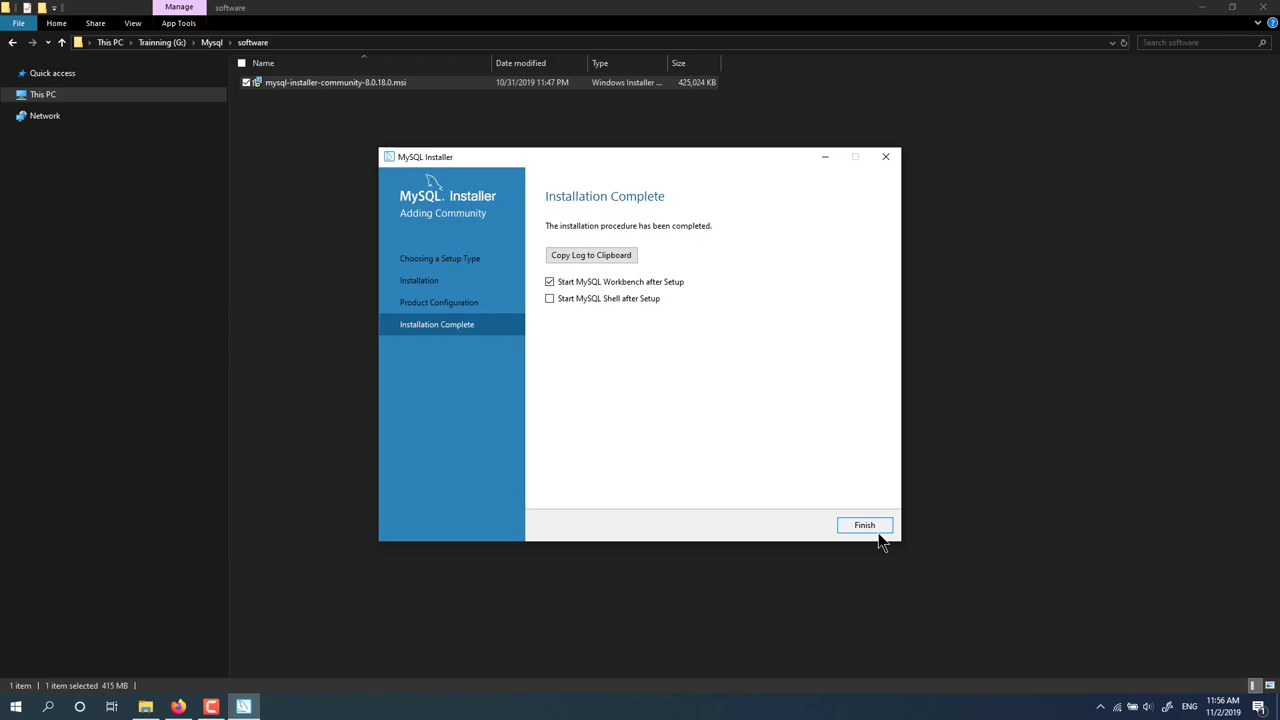 Manage
software
File
Home
Share
View
App Tools
This PC
Trainning (G:)
Mysql
software
Search software
Quick access
This PC
Network
Name
Date modified
Type
Size
mysql-installer-community-8.0.18.0.msi
10/31/2019 11:47 PM
Windows Installer ...
425,024 KB
MySQL Installer
MySQL. Installer
Adding Community
Choosing a Setup Type
Installation
Product Configuration
Installation Complete
Installation Complete
The installation procedure has been completed.
Copy Log to Clipboard
Start MySQL Workbench after Setup
Start MySQL Shell after Setup
Finish
1 item
1 item selected 415 MB
ENG
11:56 AM
11/2/2019